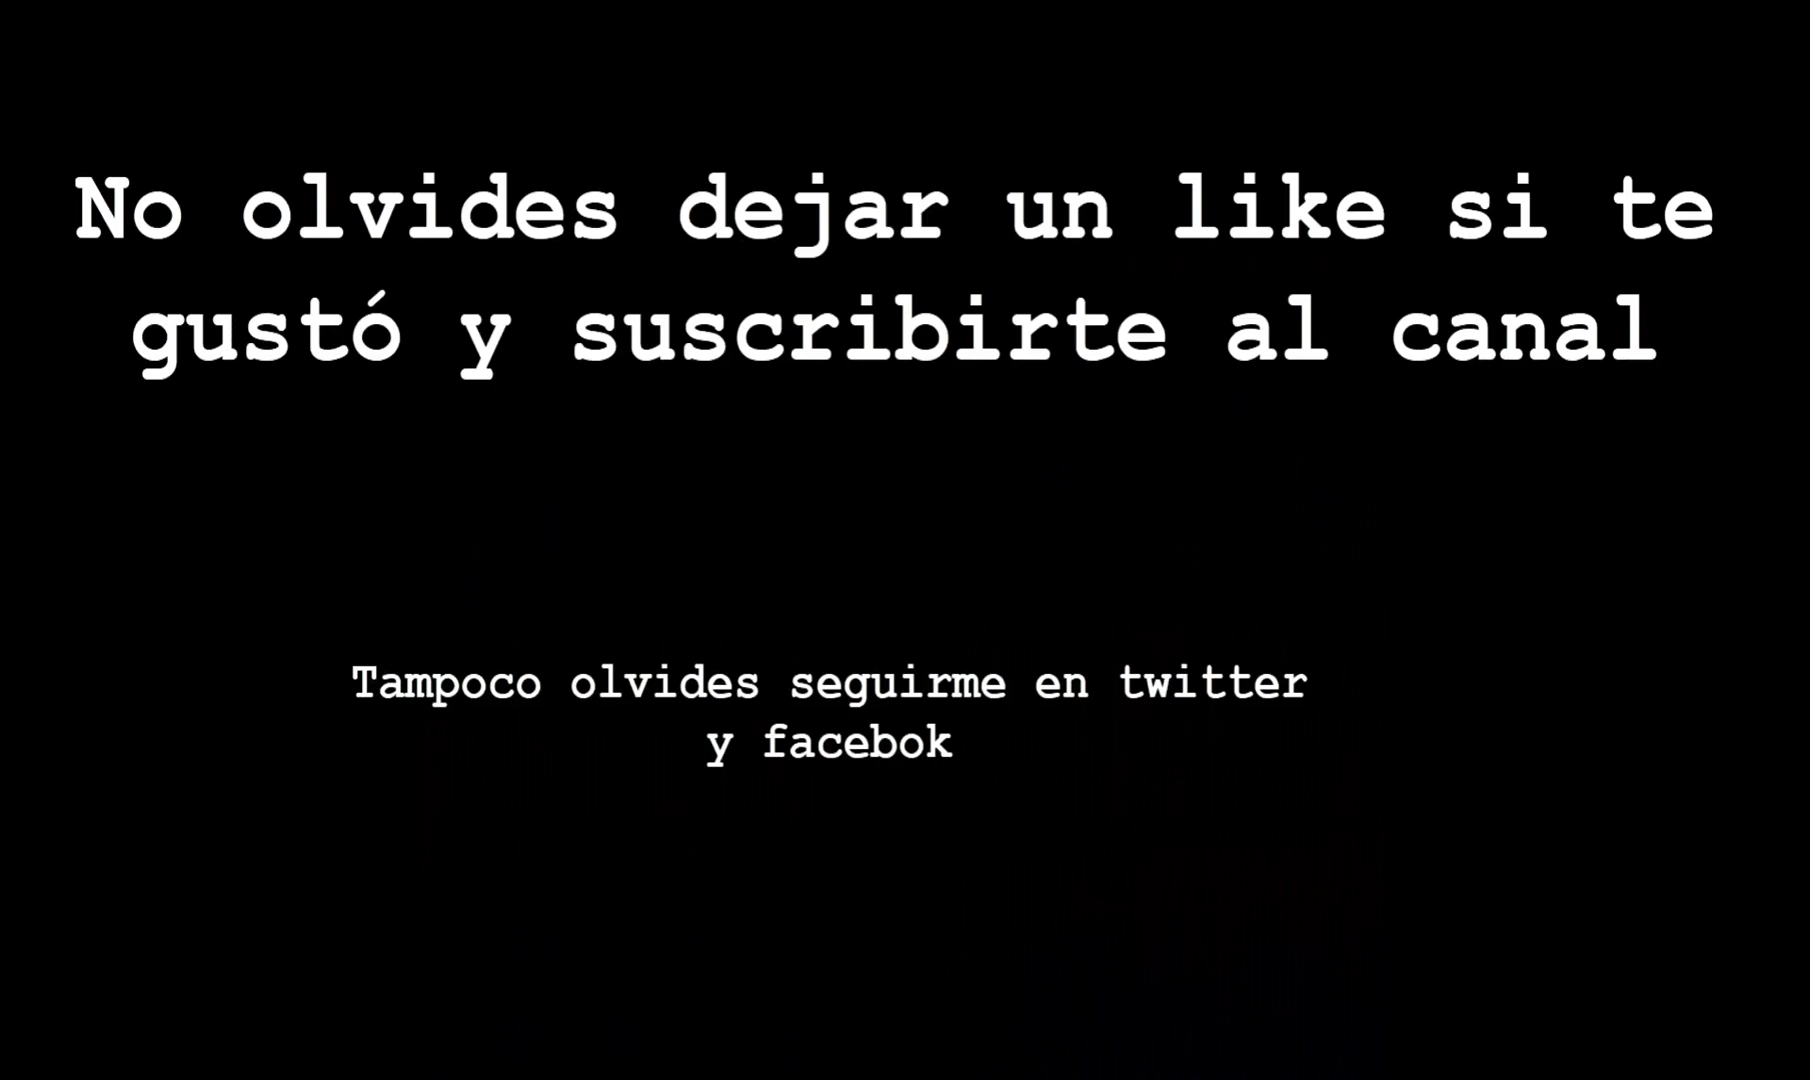 No olvides dejar un like si te
gustó y suscribirte al canal
Tampoco olvides seguirme en twitter
y facebok